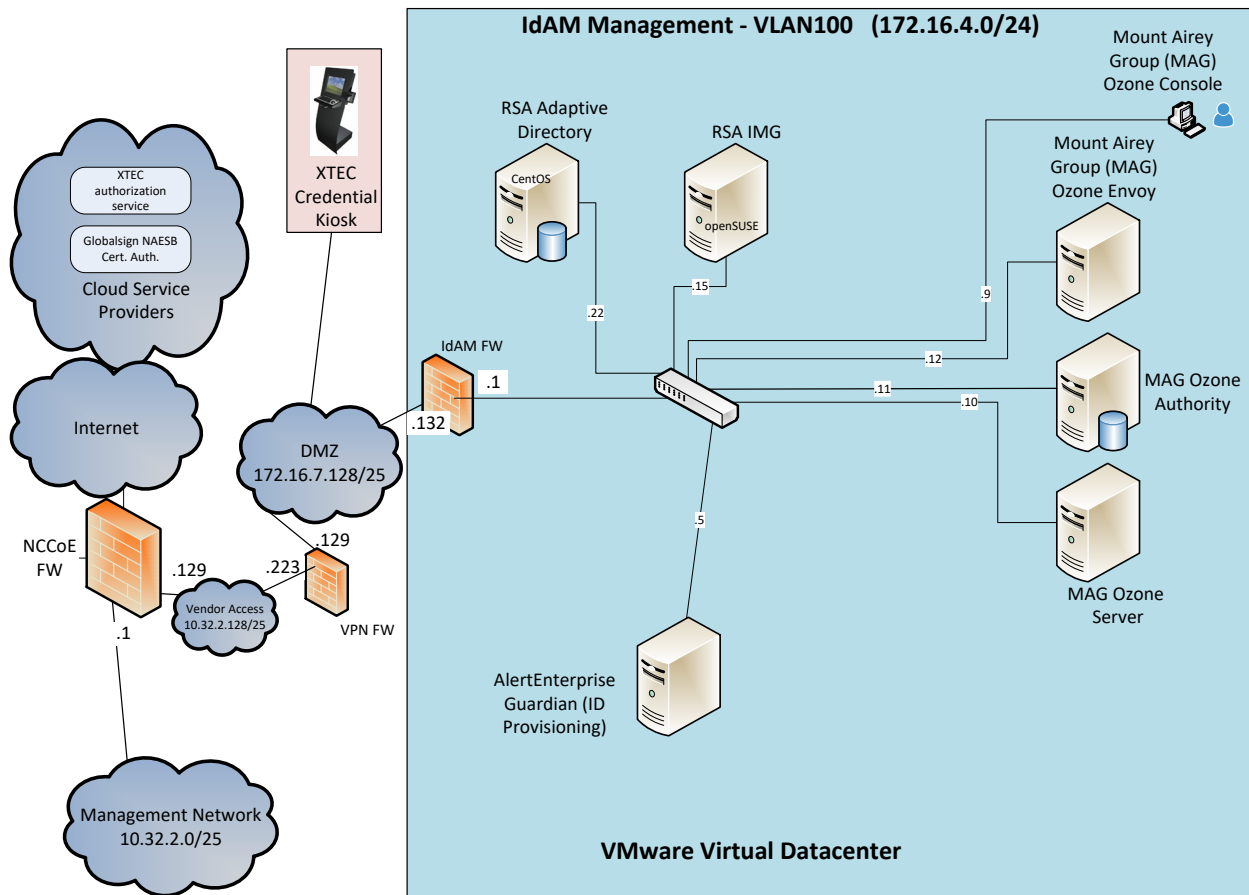 IdAM Management - VLAN100   (172.16.4.0/24)
Mount Airey
Group (MAG)
Ozone Console
RSA Adaptive
Directory
CentOS
RSA IMG
openSUSE
Mount Airey
Group (MAG)
Ozone Envoy
XTEC
authorization
service
Globalsign NAESB
Cert. Auth.
Cloud Service
Providers
XTEC
Credential
Kiosk
.22
.15
.9
.12
.11
.10
.5
IdAM FW
.1
.132
MAG Ozone
Authority
Internet
DMZ
172.16.7.128/25
NCCoE
FW
.129
.223
.129
Vendor Access
10.32.2.128/25
VPN FW
.1
MAG Ozone
Server
AlertEnterprise
Guardian (ID
Provisioning)
Management Network
10.32.2.0/25
VMware Virtual Datacenter